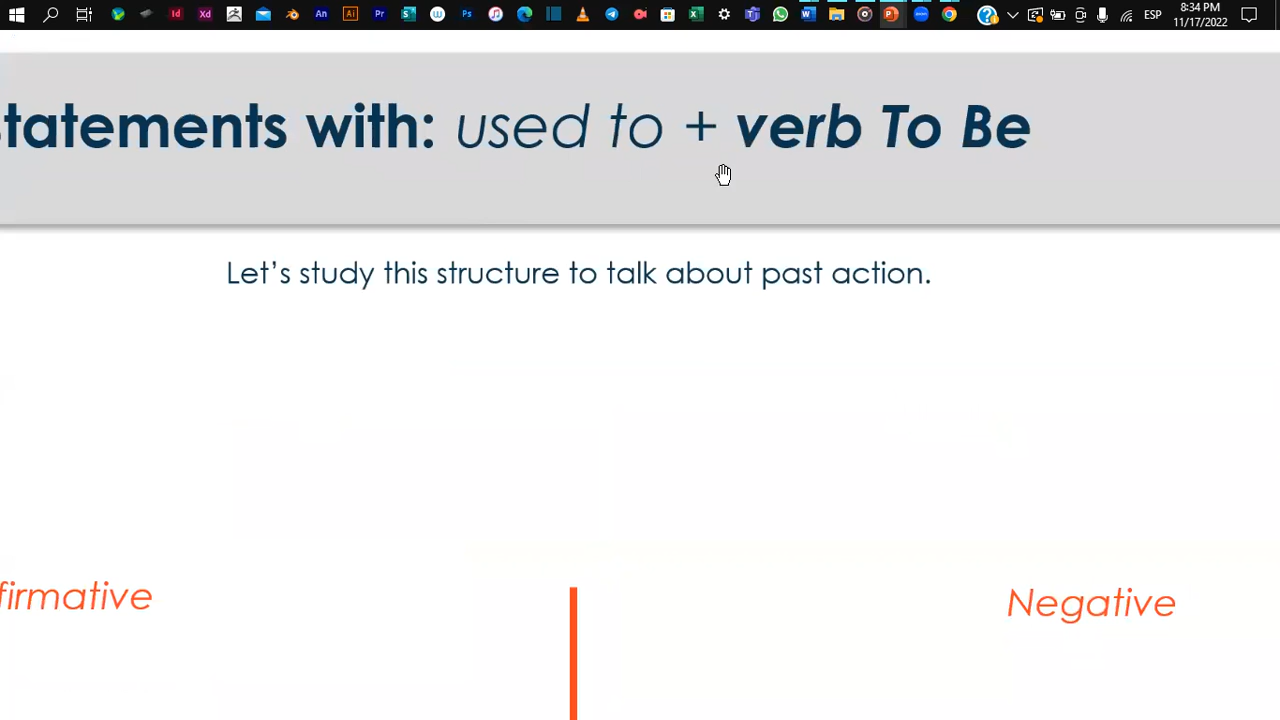 8:34 PM
ESP
11/17/2022
tatements with: used to + verb To Be
Let's study this structure to talk about past action.
firmative
Negative